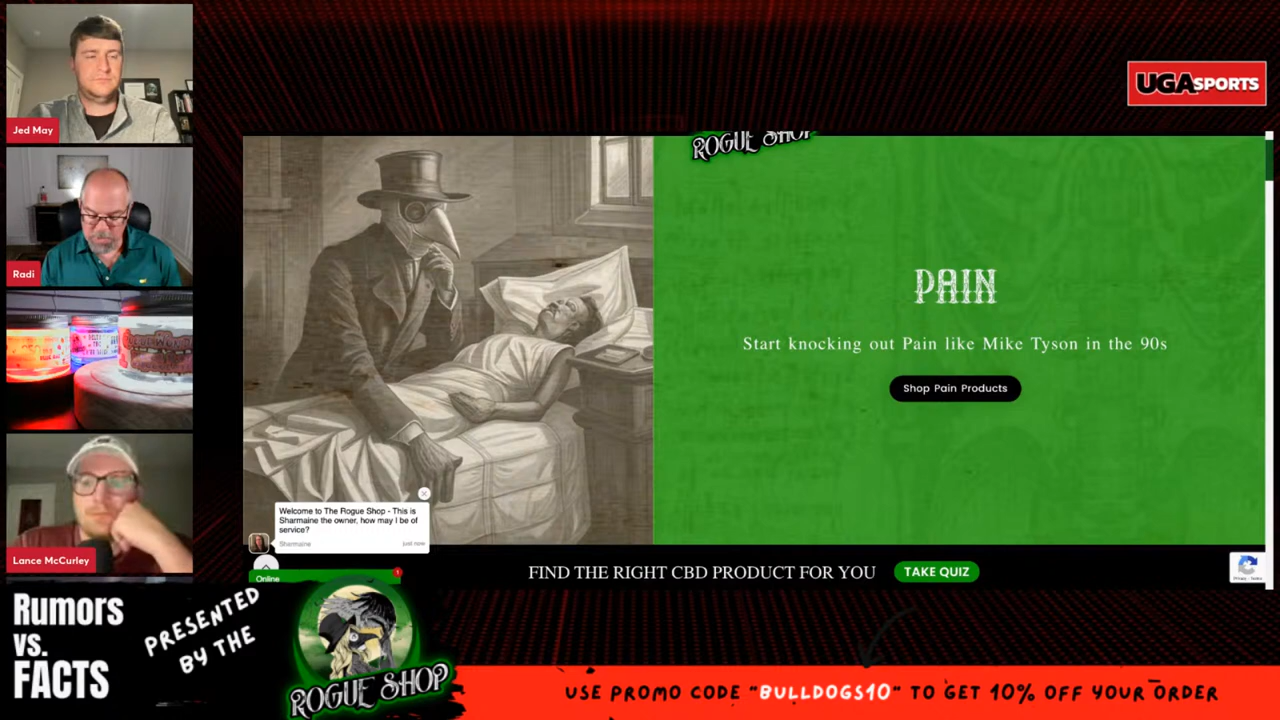 Jed May
Radi
Lance McCurley
UGASPORTS
ROGUE SHOP
PAIN
Start knocking out Pain like Mike Tyson in the 90s
Shop Pain Products
Welcome to The Rogue Shop - This is
Sharmaine the owner, how may I be of
service?
Sharmaine
just now
Online
1
FIND THE RIGHT CBD PRODUCT FOR YOU
TAKE QUIZ
Privacy - Terms
Rumors
vs.
FACTS
PRESENTED
BY THE
ROGUE SHOP
USE PROMO CODE "BULLDOGS10" TO GET 10% OFF YOUR ORDER